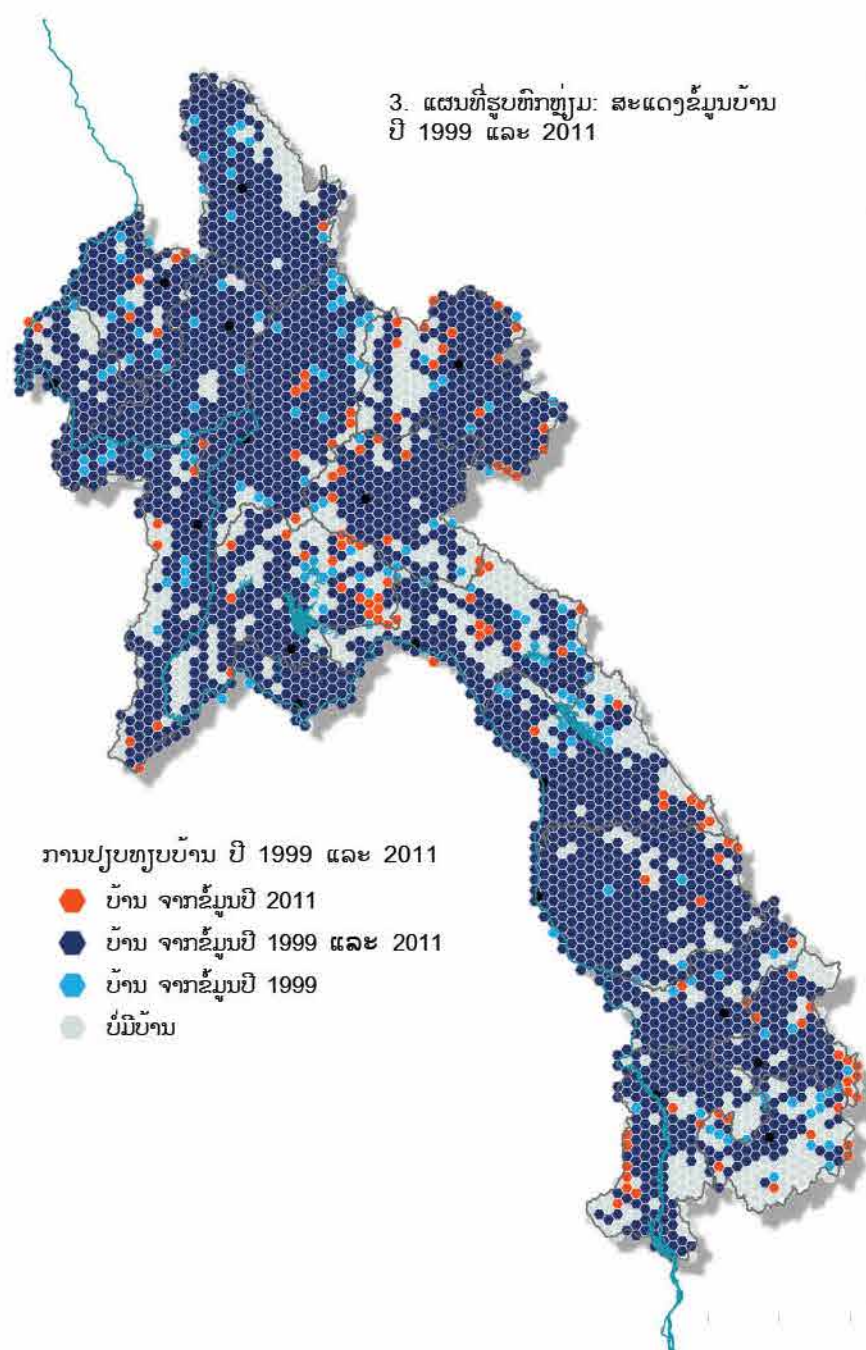 3. ແຜນທີ່ຮູບຫົກຫຼ່ຽມ: ສະແດງຂໍ້ມູນບ້ານ
ປີ 1999 ແລະ 2011
ການປຽບທຽບບ້ານ ປີ 1999 ແລະ 2011
ບ້ານ ຈາກຂໍ້ມູນປີ 2011
ບ້ານ ຈາກຂໍ້ມູນປີ 1999 ແລະ 2011
ບ້ານ ຈາກຂໍ້ມູນປີ 1999
ບໍ່ມີບ້ານ